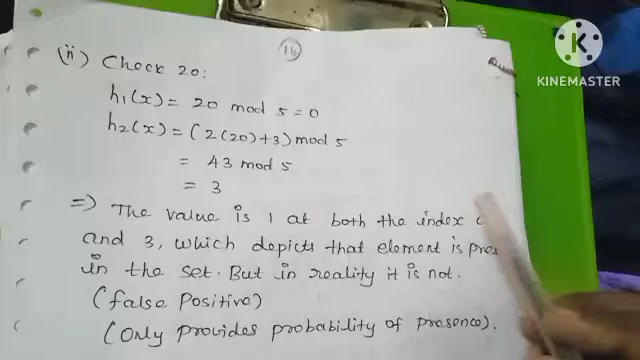 16
(ii) Check 20:
h1(x) = 20 mod 5 = 0
h2(x) = (2(20)+3) mod 5
= 43 mod 5
= 3
=) The value is 1 at both the index
and 3, which depicts that element is
in the set. But in reality it is not.
(False Positive)
(Only provides probability of presence).
KINEMASTER